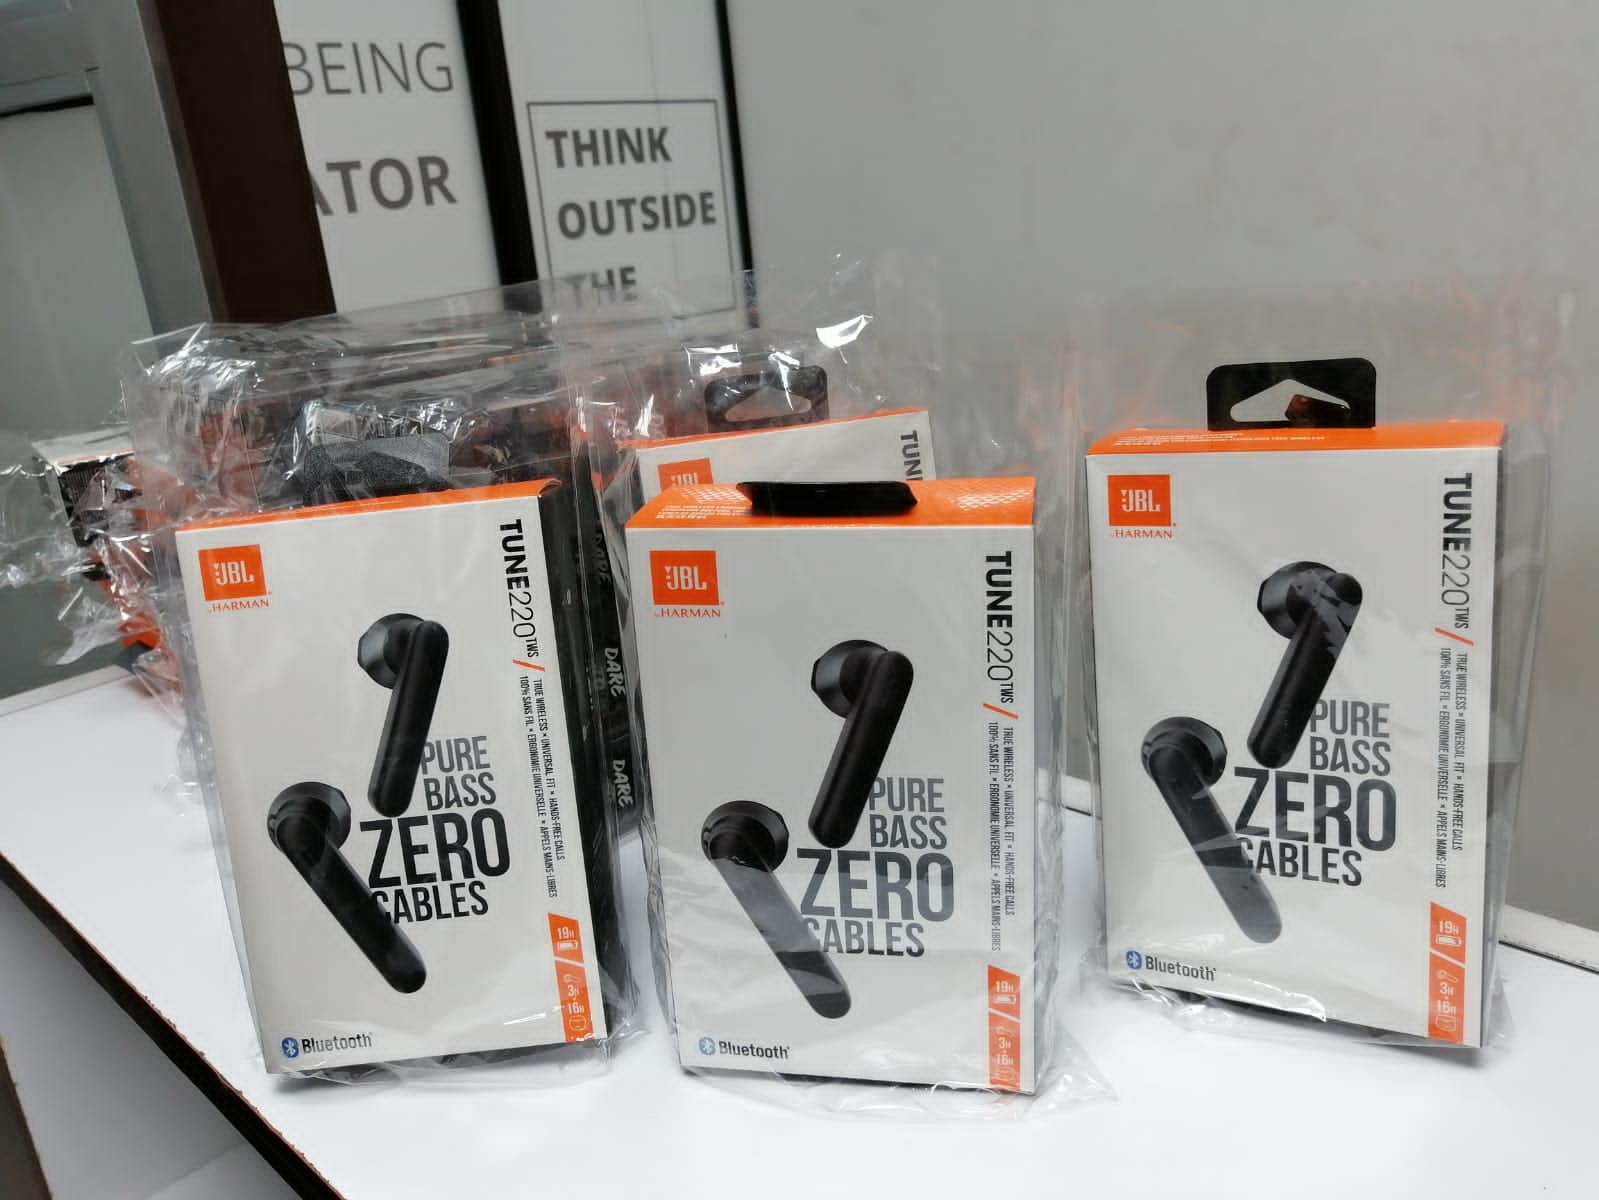 BEING
ATOR
THINK
OUTSIDE
THE
JBL
by HARMAN
TUNE220TWS
TRUE WIRELESS × UNIVERSAL FIT × HANDS-FREE CALLS
100% SANS FIL × ERGONOMIE UNIVERSELLE × APPELS MAINS-LIBRES
PURE
BASS
ZERO
CABLES
19H
3H
+
16H
Bluetooth®
DARE
DARE
DARE
JBL
TUN
JBL
by HARMAN
TUNE220TWS
TRUE WIRELESS × UNIVERSAL FIT × HANDS-FREE CALLS
100% SANS FIL × ERGONOMIE UNIVERSELLE × APPELS MAINS-LIBRES
PURE
BASS
ZERO
CABLES
19H
3H
+16H
Bluetooth®
JBL
by HARMAN
TUNE220TWS
TRUE WIRELESS × UNIVERSAL FIT × HANDS-FREE CALLS
100% SANS FIL × ERGONOMIE UNIVERSELLE × APPELS MAINS-LIBRES
PURE
BASS
ZERO
CABLES
19H
3H
+
16H
Bluetooth®